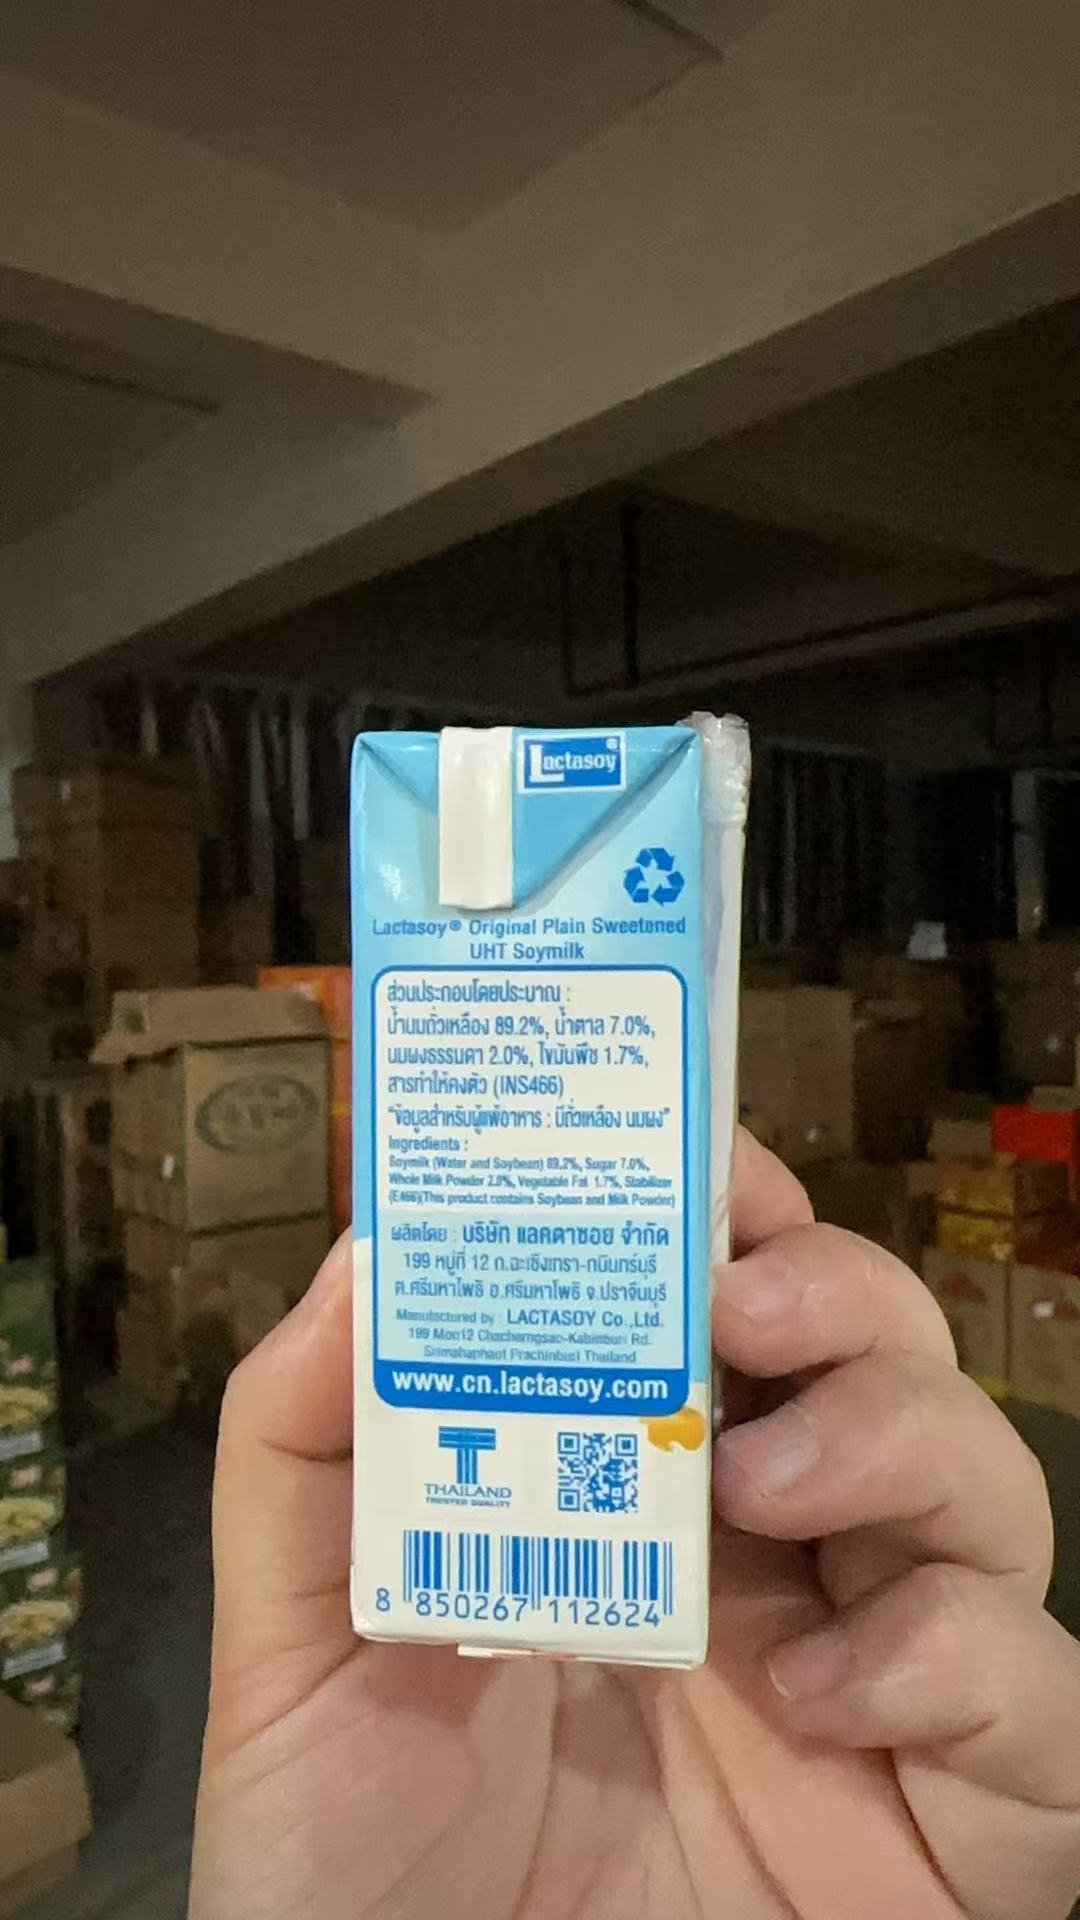 Lactasoy®
Lactasoy® Original Plain Sweetened
UHT Soymilk
ส่วนประกอบโดยประมาณ :
น้ำนมถั่วเหลือง 89.2%, น้ำตาล 7.0%,
นมผงธรรมดา 2.0%, ไขมันพืช 1.7%,
สารทำให้คงตัว (INS466)
"ข้อมูลสำหรับผู้แพ้อาหาร : มีถั่วเหลือง นมผง"
Ingredients :
Soymilk (Water and Soybean) 89.2%, Sugar 7.0%,
Whole Milk Powder 2.0%, Vegetable Fat 1.7%, Stabilizer
(E466)(This product contains Soybean and Milk Powder)
ผลิตโดย : บริษัท แลคตาซอย จำกัด
199 หมู่ที่ 12 ถ.ฉะเชิงเทรา-กบินทร์บุรี
ต.ศรีมหาโพธิ อ.ศรีมหาโพธิ จ.ปราจีนบุรี
Manufactured by : LACTASOY Co.,Ltd.
199 Moo12 Chacherngsao-Kabinburi Rd.
Srimahaphaot Prachinburi Thailand
www.cn.lactasoy.com
THAILAND
TRUSTED QUALITY
8 850267 112624